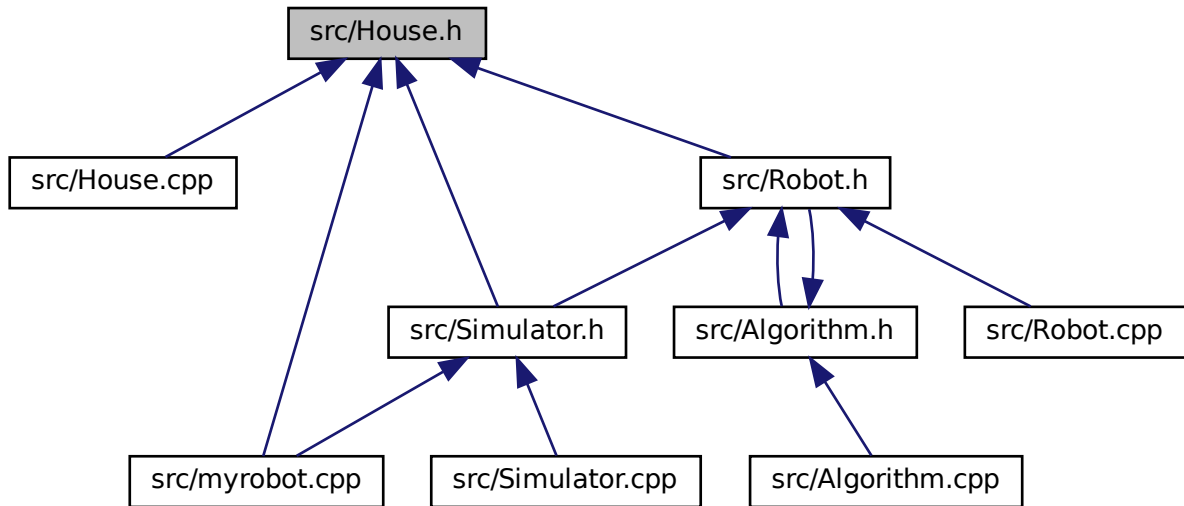 src/House.h
src/House.cpp
src/Robot.h
src/Simulator.h
src/Algorithm.h
src/Robot.cpp
src/myrobot.cpp
src/Simulator.cpp
src/Algorithm.cpp